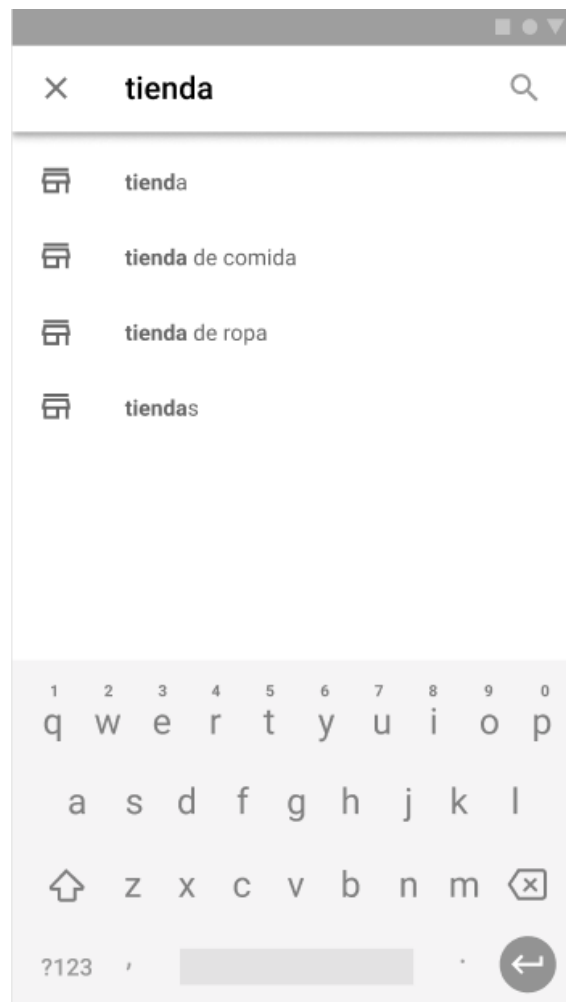 tienda
tienda
tienda de comida
tienda de ropa
tiendas
1 2 3 4 5 6 7 8 9 0
q w e r t y u i o p
a s d f g h j k l
z x c v b n m
?123 , .